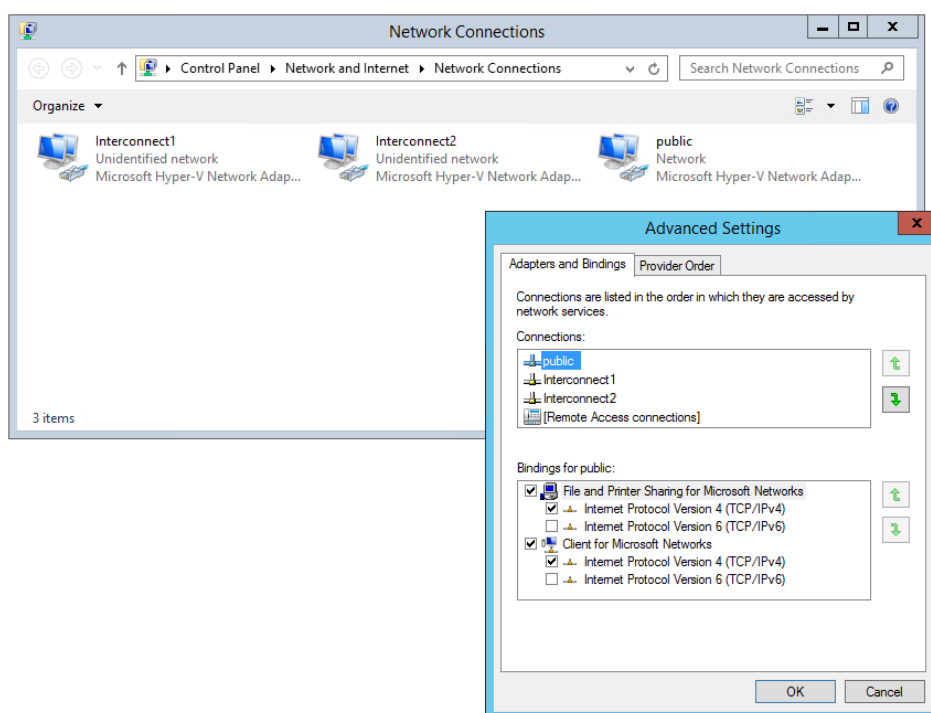 Network Connections
Control Panel Network and Internet Network Connections
Search Network Connections
Organize
Interconnect1
Unidentified network
Microsoft Hyper-V Network Adap...
Interconnect2
Unidentified network
Microsoft Hyper-V Network Adap...
public
Network
Microsoft Hyper-V Network Adap...
3 items
Advanced Settings
Adapters and Bindings
Provider Order
Connections are listed in the order in which they are accessed by
network services.
Connections:
public
Interconnect1
Interconnect2
[Remote Access connections]
Bindings for public:
File and Printer Sharing for Microsoft Networks
Internet Protocol Version 4 (TCP/IPv4)
Internet Protocol Version 6 (TCP/IPv6)
Client for Microsoft Networks
Internet Protocol Version 4 (TCP/IPv4)
Internet Protocol Version 6 (TCP/IPv6)
OK
Cancel